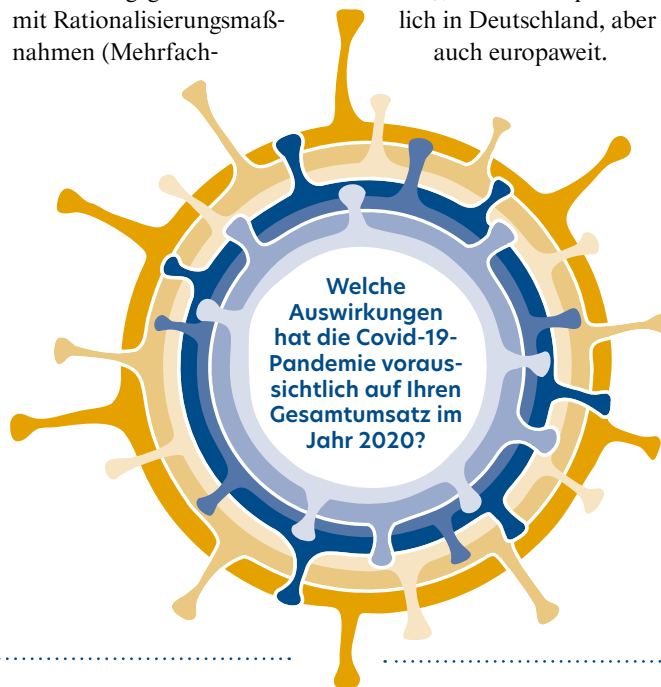 mit Rationalisierungsmaß-
nahmen (Mehrfach-
lich in Deutschland, aber
auch europaweit.
Welche
Auswirkungen
hat die Covid-19-
Pandemie voraus-
sichtlich auf Ihren
Gesamtumsatz im
Jahr 2020?